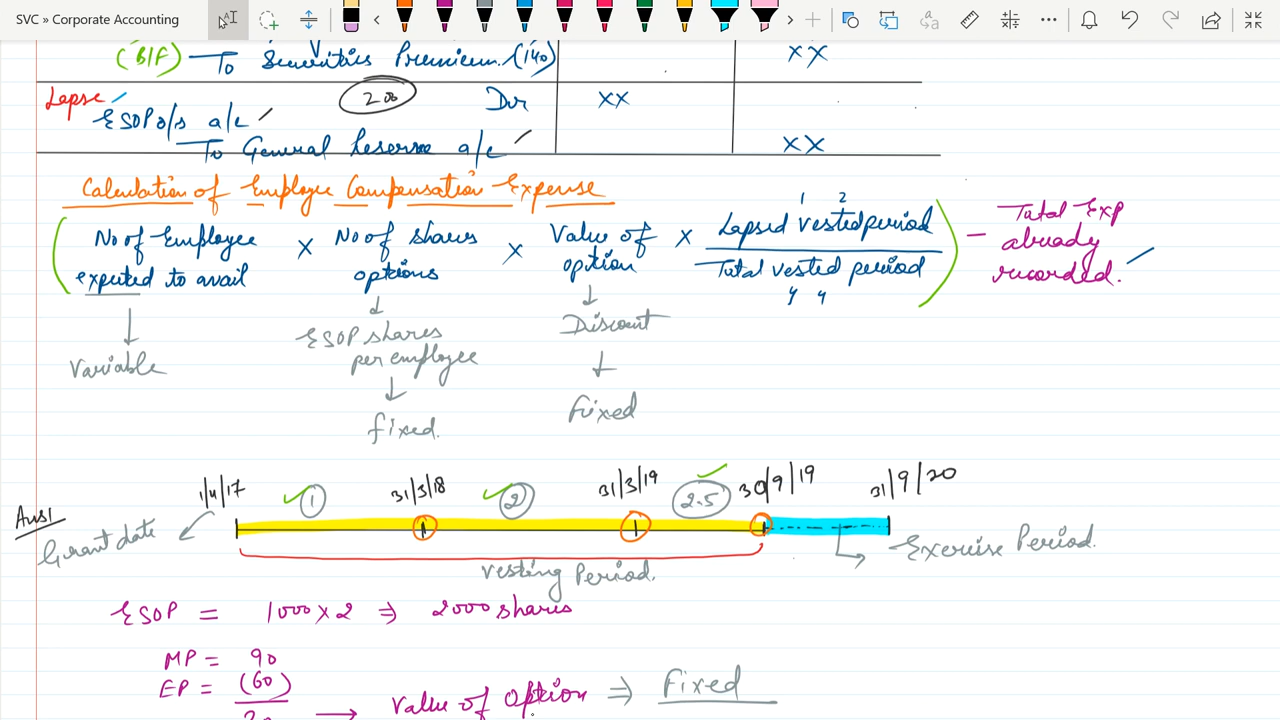 SVC » Corporate Accounting
(B/F) To Securities Premium (140) XX
Lapse 200 Dr XX
ESOP o/s a/c
To General Reserve a/c XX
Calculation of Employee Compensation Expense
1 2
(No of Employee expected to avail × No of shares options × Value of option × Lapsed vested period / Total vested period) - Total Exp already recorded.
Variable
ESOP shares
per employee
fixed.
Discount
Fixed
1/4/17 1 31/3/18 2 31/3/19 2.5 30/9/19 31/9/20
Ans1
Grant date
Vesting Period.
Exercise Period.
ESOP = 1000 × 2 ⇒ 2000 shares
MP = 90
EP = (60)
→ Value of option ⇒ Fixed